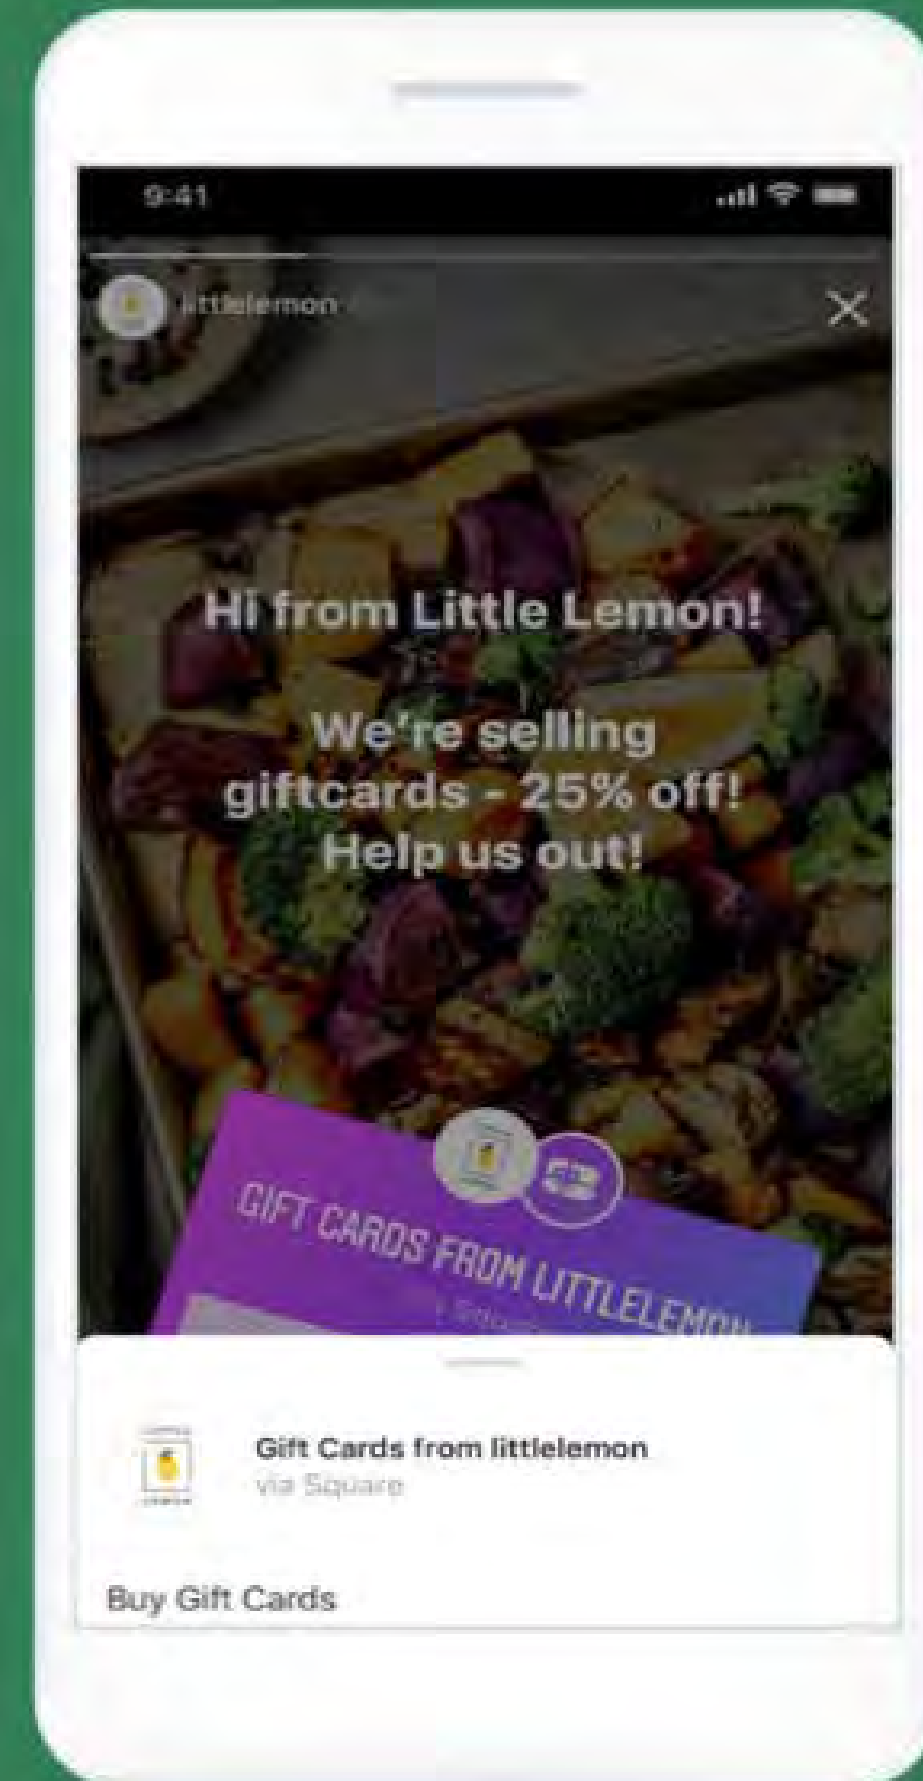 9:41
littlelemon
Hi from Little Lemon!
We're selling
giftcards - 25% off!
Help us out!
GIFT CARDS FROM LITTLELEMON
LEMON
Gift Cards from littlelemon
via Square
Buy Gift Cards